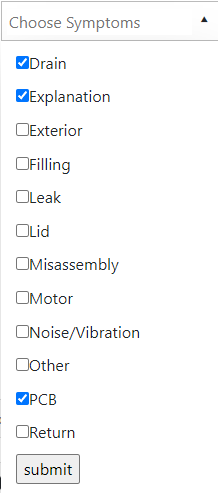 Choose Symptoms
Drain
Explanation
Exterior
Filling
Leak
Lid
Misassembly
Motor
Noise/Vibration
Other
PCB
Return
submit